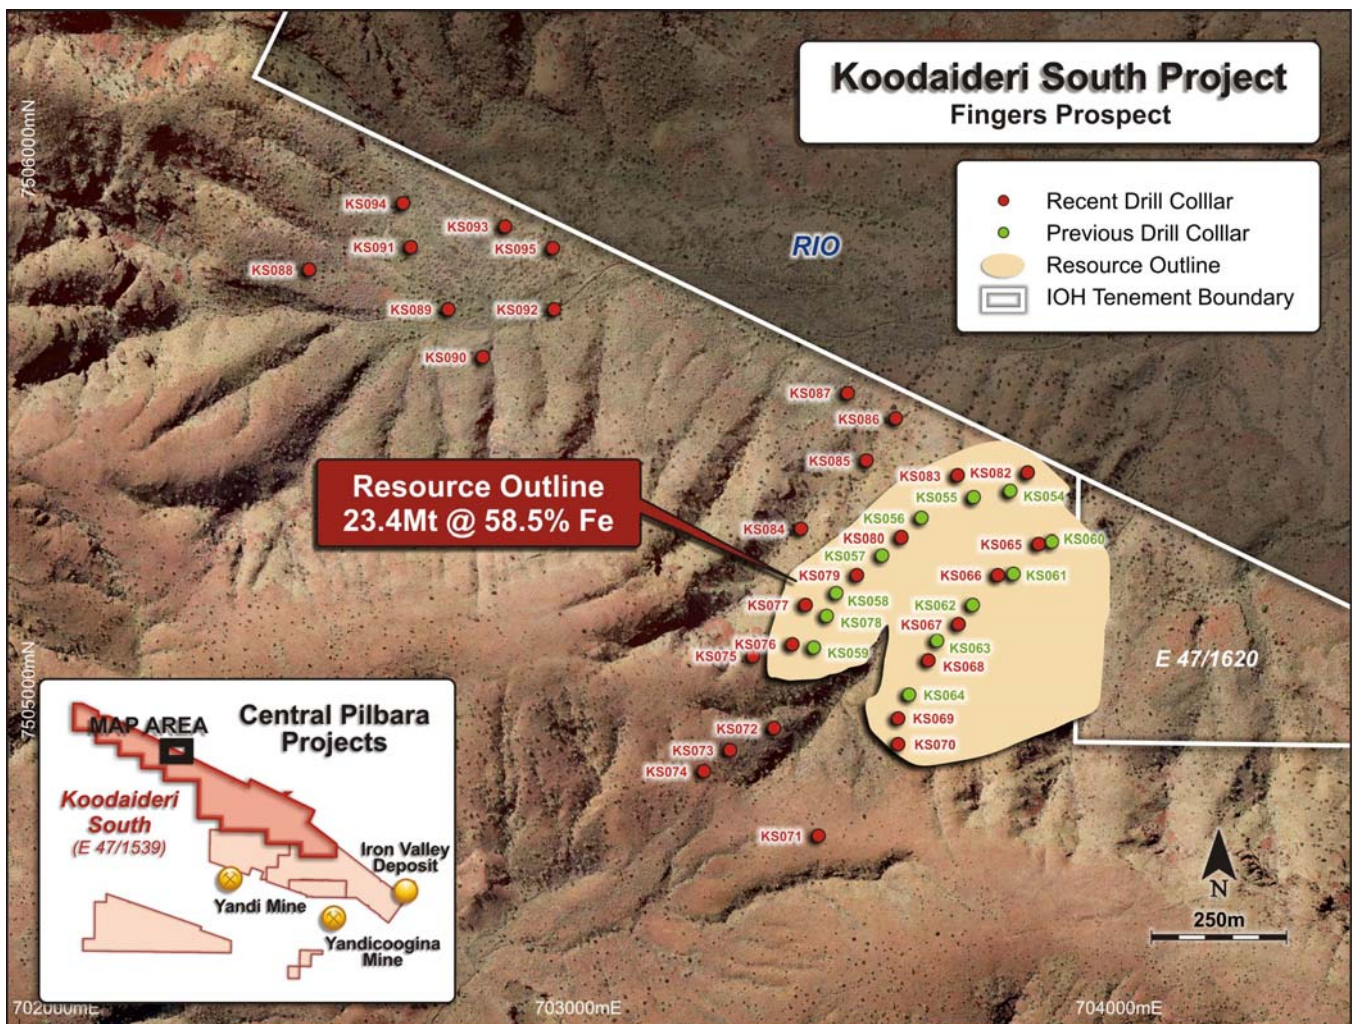 Koodaideri South Project
Fingers Prospect
Recent Drill Colllar
Previous Drill Colllar
Resource Outline
IOH Tenement Boundary
RIO
7506000mN
KS094
KS093
KS091
KS095
KS088
KS089
KS092
KS090
KS087
KS086
KS085
KS083
KS082
KS055
KS054
Resource Outline
23.4Mt @ 58.5% Fe
KS056
KS084
KS080
KS060
KS065
KS057
KS079
KS066
KS061
KS058
KS077
KS062
KS078
KS067
KS076
KS063
KS075
KS059
KS068
E 47/1620
7505000mN
KS064
KS069
KS072
KS070
KS073
KS074
KS071
Central Pilbara
Projects
MAP AREA
Koodaideri
South
(E 47/1539)
Iron Valley
Deposit
Yandi Mine
Yandicoogina
Mine
N
250m
702000mE
703000mE
704000mE